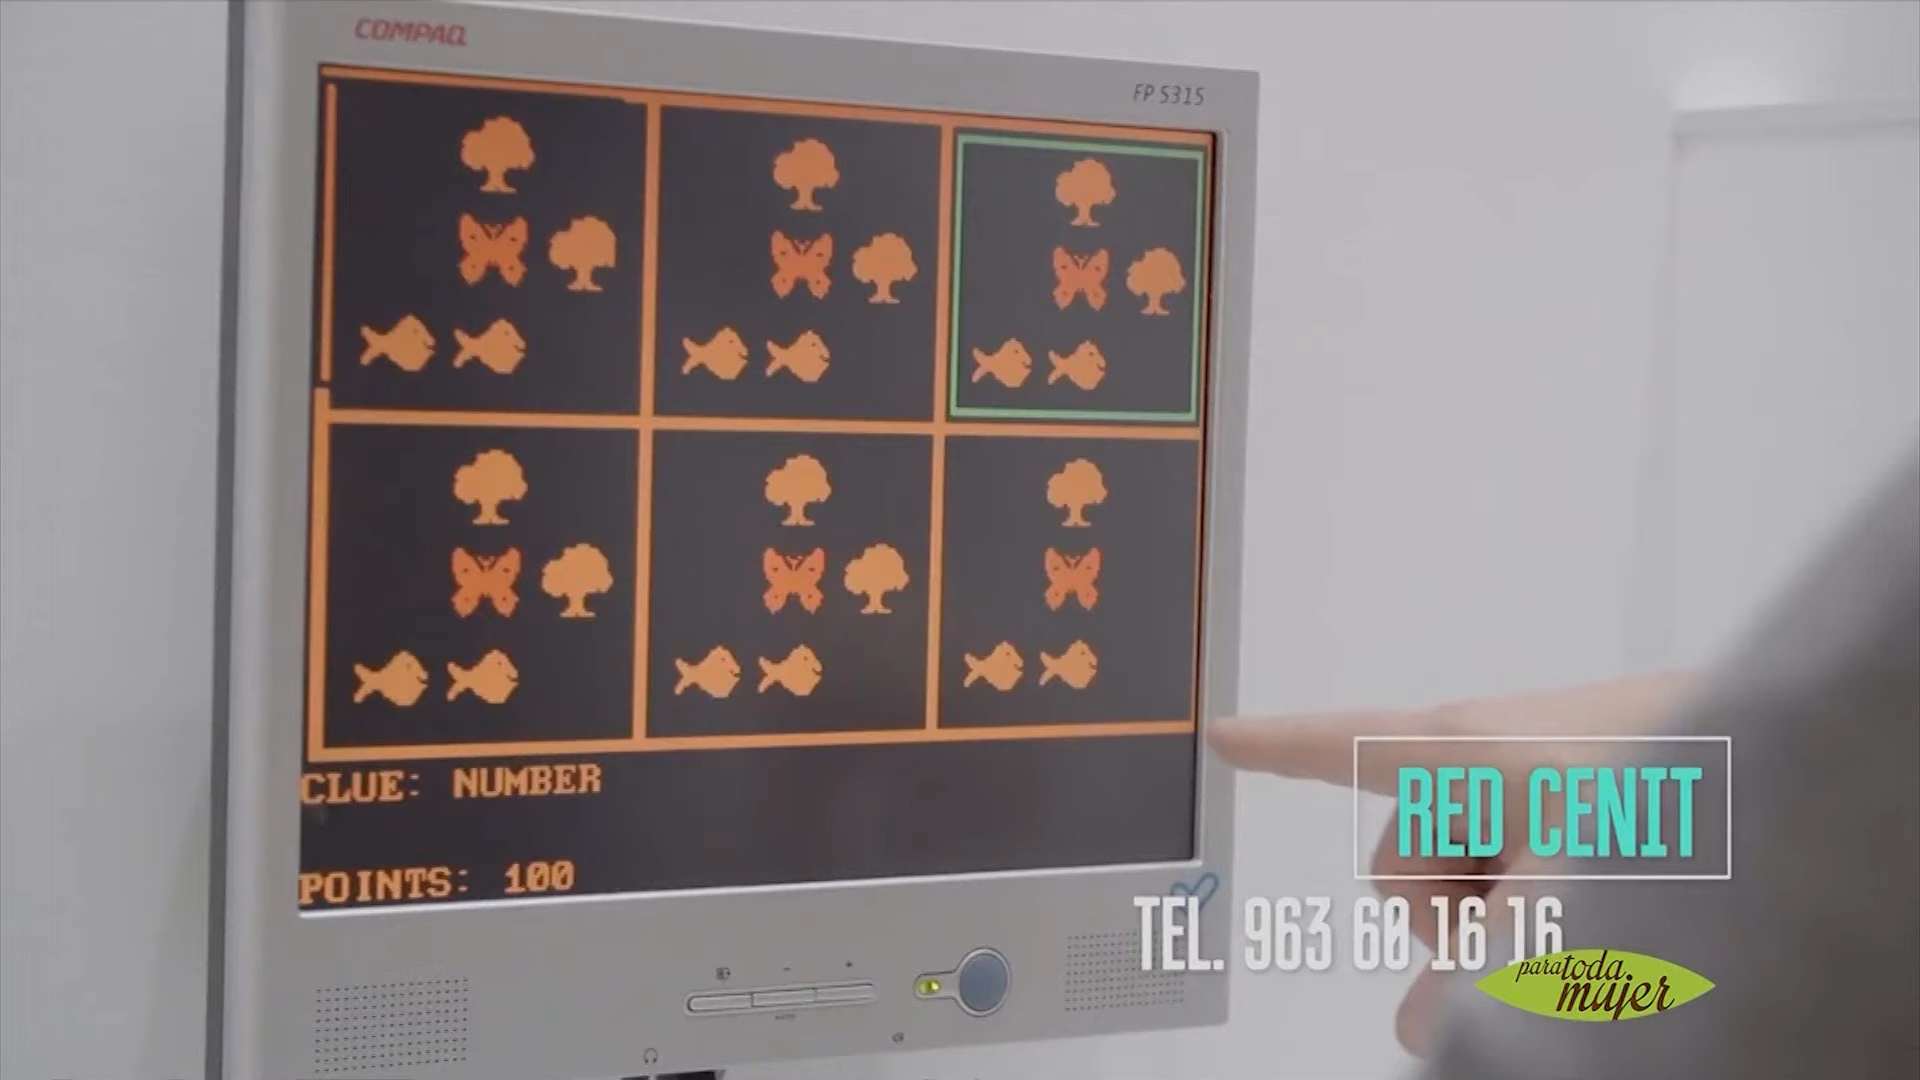 COMPAQ
FP 5315
CLUE: NUMBER
POINTS: 100
RED CENIT
TEL. 963 60 16 16
para toda
mujer